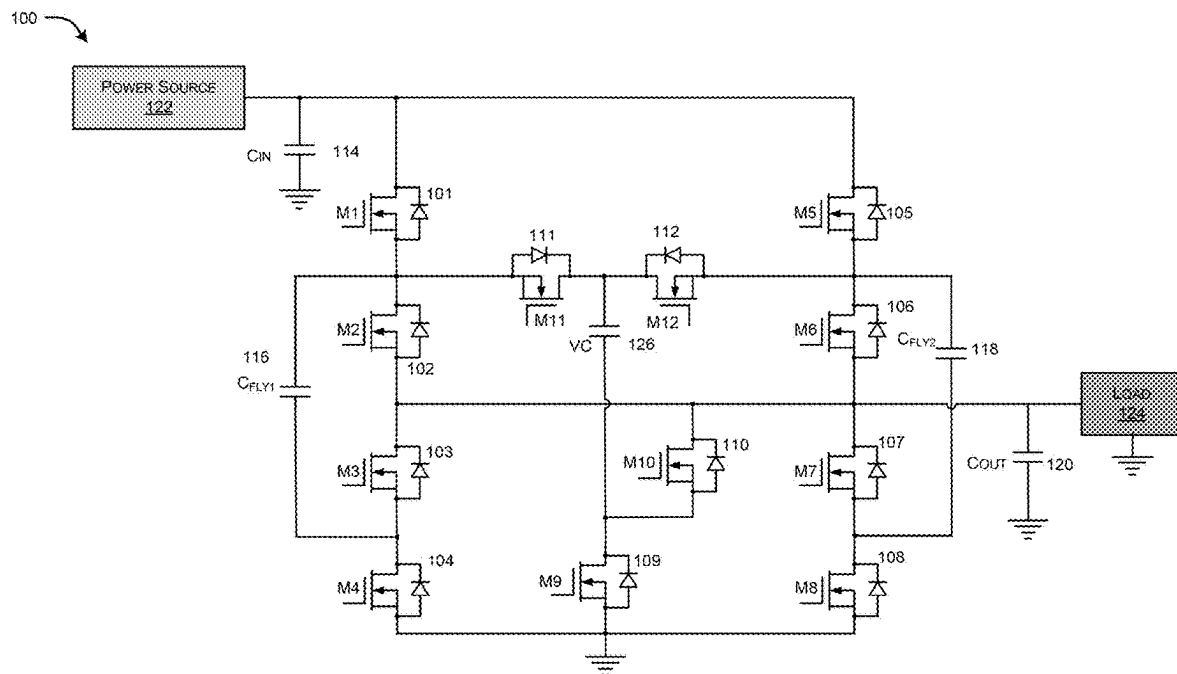 100
POWER SOURCE
122
CIN
114
M1
101
M5
105
111
112
M11
M12
M2
102
VC
126
M6
106
CFLY2
118
116
CFLY1
LOAD
124
M3
103
M10
110
M7
107
COUT
120
M4
104
M9
109
M8
108